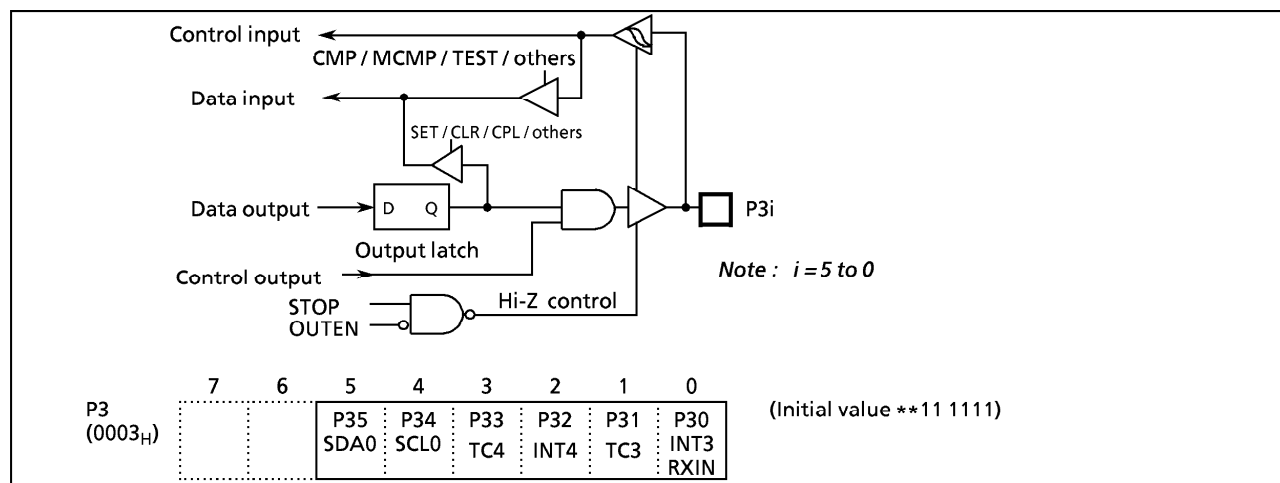 Control input
CMP / MCMP / TEST / others
Data input
SET / CLR / CPL / others
Data output
D Q
P3i
Output latch
Control output
Note : i = 5 to 0
STOP
Hi-Z control
OUTEN
7 6 5 4 3 2 1 0
P3
(0003H)
P35 P34 P33 P32 P31 P30
SDA0 SCL0 TC4 INT4 TC3 INT3
RXIN
(Initial value **11 1111)